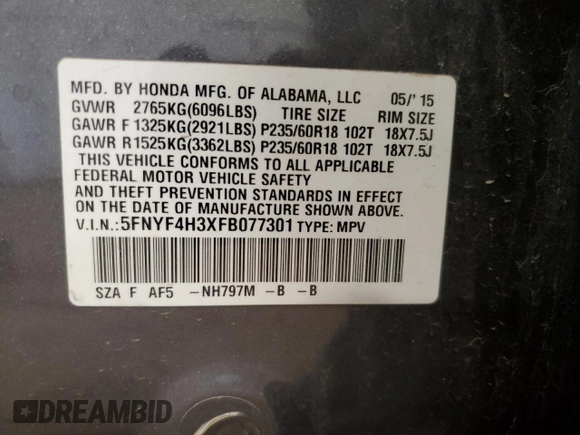 MFD. BY HONDA MFG. OF ALABAMA, LLC 05/' 15
GVWR 2765KG(6096LBS) TIRE SIZE RIM SIZE
GAWR F 1325KG(2921LBS) P235/60R18 102T 18X7.5J
GAWR R1525KG(3362LBS) P235/60R18 102T 18X7.5J
THIS VEHICLE CONFORMS TO ALL APPLICABLE
FEDERAL MOTOR VEHICLE SAFETY
AND THEFT PREVENTION STANDARDS IN EFFECT
ON THE DATE OF MANUFACTURE SHOWN ABOVE.
V.I.N.:5FNYF4H3XFB077301 TYPE: MPV
SZA F AF5 -NH797M -B -B
DREAMBID